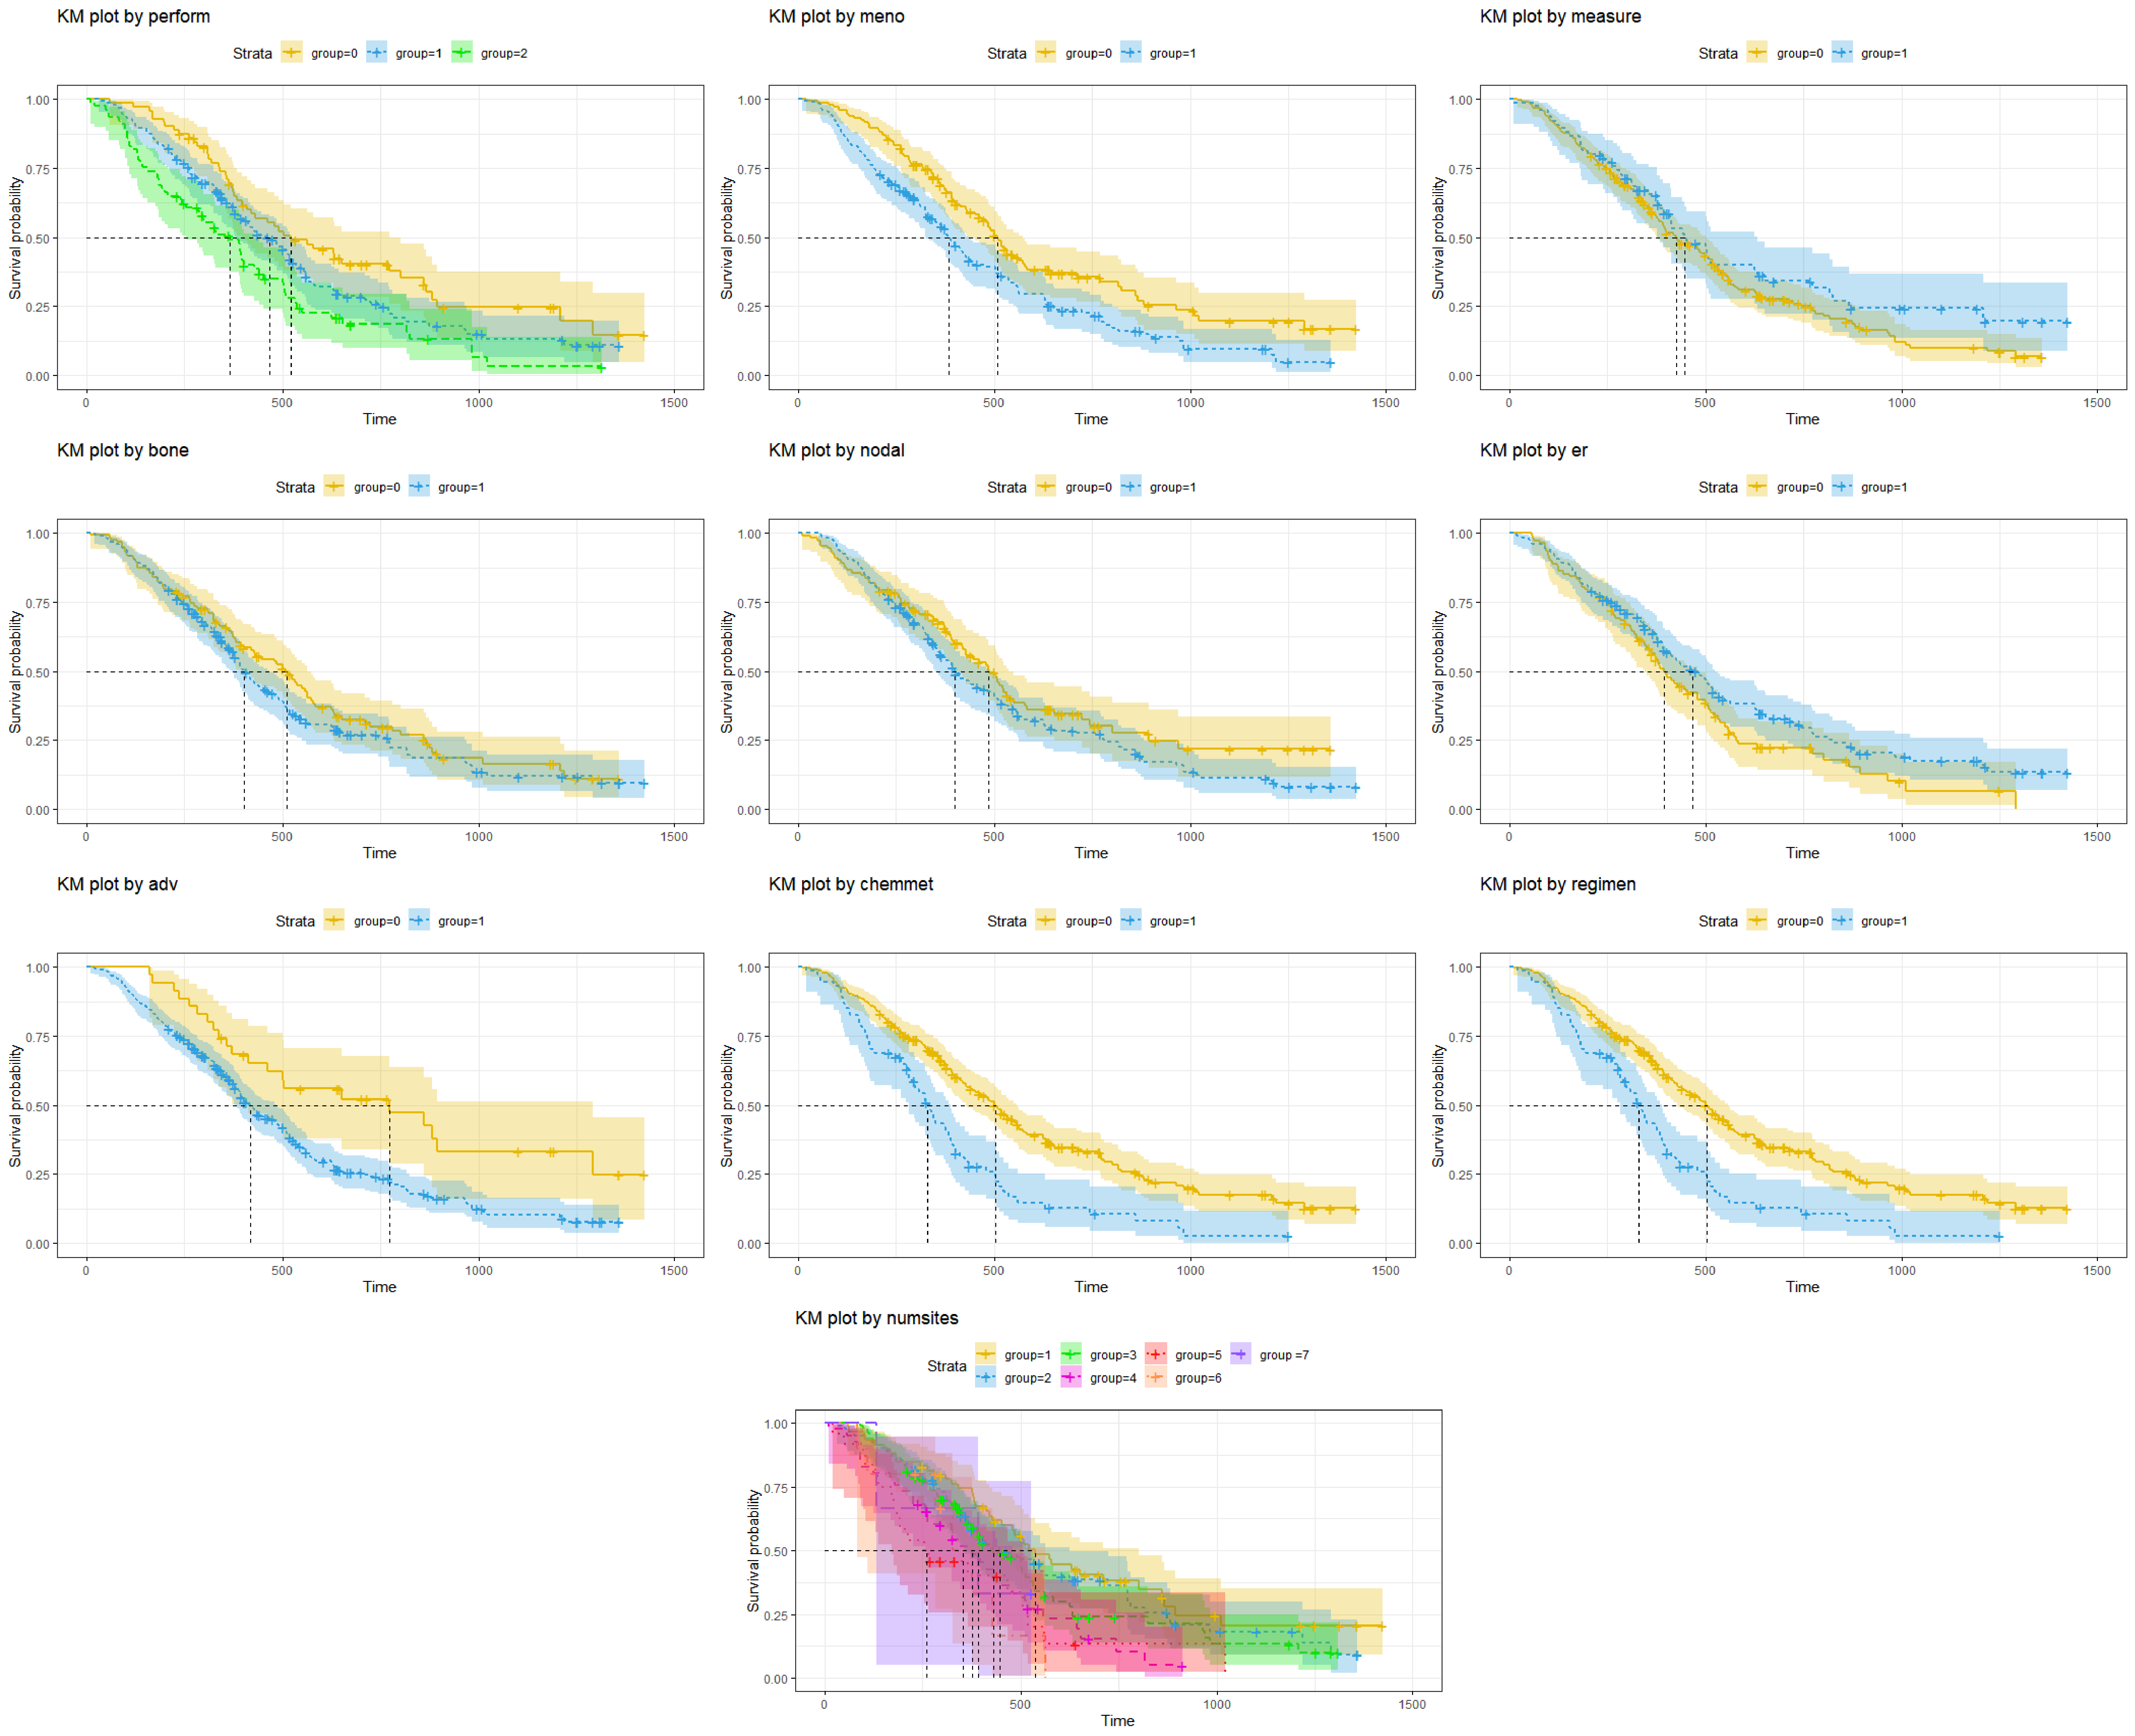 KM plot by perform
Strata group=0 group=1 group=2
Survival probability
1.00
0.75
0.50
0.25
0.00
0 500 1000 1500
Time
KM plot by meno
Strata group=0 group=1
Survival probability
1.00
0.75
0.50
0.25
0.00
0 500 1000 1500
Time
KM plot by measure
Strata group=0 group=1
Survival probability
1.00
0.75
0.50
0.25
0.00
0 500 1000 1500
Time
KM plot by bone
Strata group=0 group=1
Survival probability
1.00
0.75
0.50
0.25
0.00
0 500 1000 1500
Time
KM plot by nodal
Strata group=0 group=1
Survival probability
1.00
0.75
0.50
0.25
0.00
0 500 1000 1500
Time
KM plot by er
Strata group=0 group=1
Survival probability
1.00
0.75
0.50
0.25
0.00
0 500 1000 1500
Time
KM plot by adv
Strata group=0 group=1
Survival probability
1.00
0.75
0.50
0.25
0.00
0 500 1000 1500
Time
KM plot by chemmet
Strata group=0 group=1
Survival probability
1.00
0.75
0.50
0.25
0.00
0 500 1000 1500
Time
KM plot by regimen
Strata group=0 group=1
Survival probability
1.00
0.75
0.50
0.25
0.00
0 500 1000 1500
Time
KM plot by numsites
Strata
group=1 group=3 group=5 group =7
group=2 group=4 group=6
Survival probability
1.00
0.75
0.50
0.25
0.00
0 500 1000 1500
Time